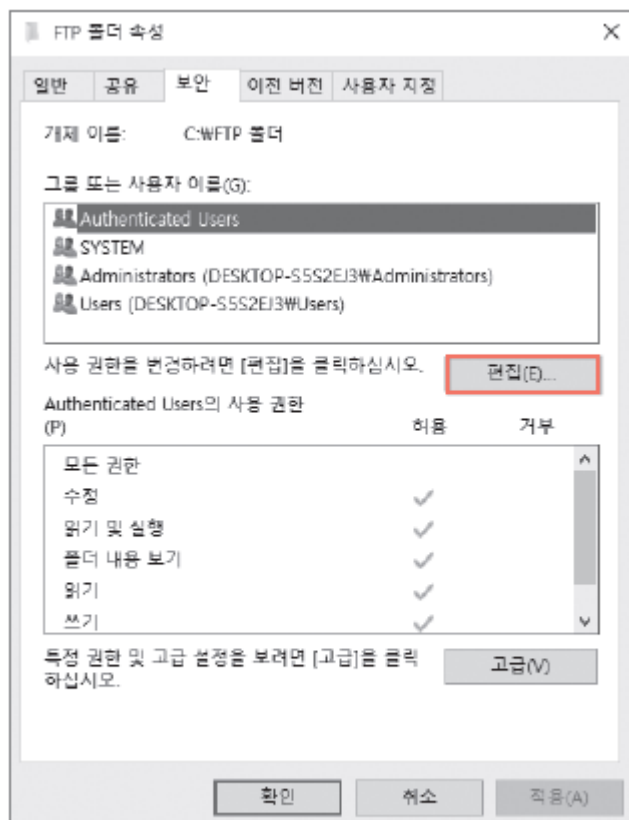 FTP 폴더 속성
일반 공유 보안 이전 버전 사용자 지정
개체 이름: C:₩FTP 폴더
그룹 또는 사용자 이름(G):
Authenticated Users
SYSTEM
Administrators (DESKTOP-S5S2EJ3₩Administrators)
Users (DESKTOP-S5S2EJ3₩Users)
사용 권한을 변경하려면 [편집]을 클릭하십시오.
편집(E)...
Authenticated Users의 사용 권한
(P) 허용 거부
모든 권한
수정
읽기 및 실행
폴더 내용 보기
읽기
쓰기
특정 권한 및 고급 설정을 보려면 [고급]을 클릭
하십시오.
고급(V)
확인 취소 적용(A)